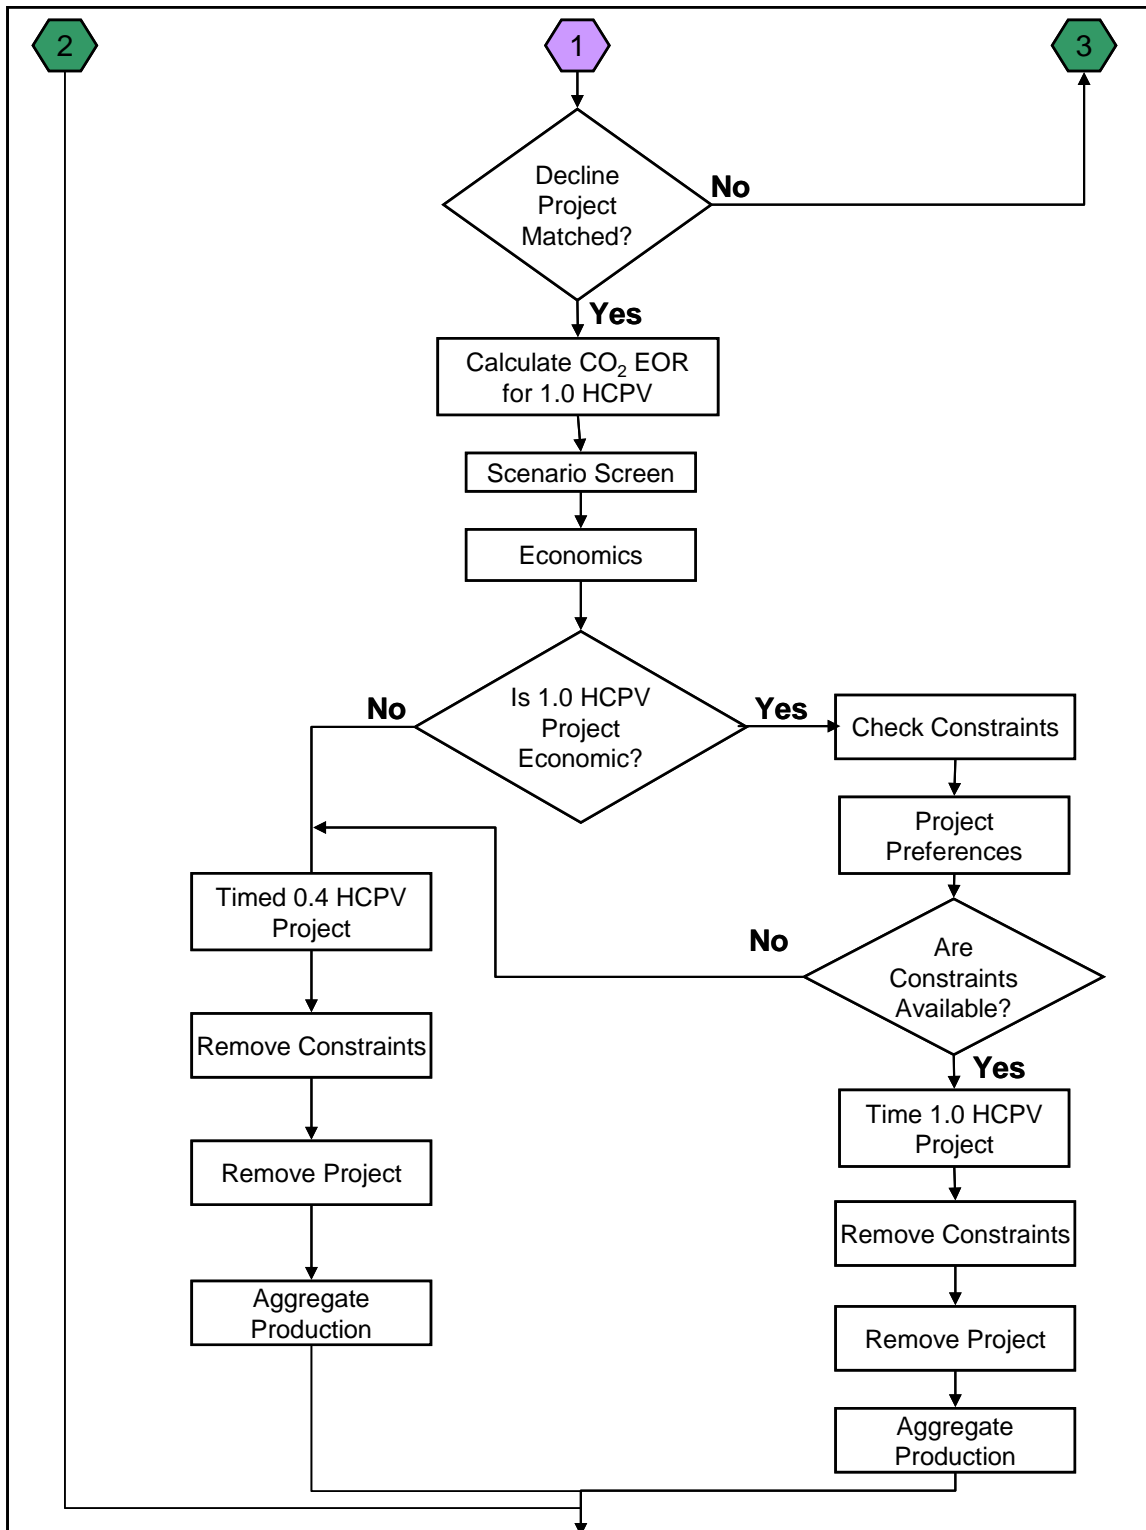 2
1
3
Decline
Project
Matched?
No
Yes
Calculate CO₂ EOR
for 1.0 HCPV
Scenario Screen
Economics
Is 1.0 HCPV
Project
Economic?
No
Yes
Check Constraints
Project
Preferences
Are
Constraints
Available?
No
Yes
Timed 0.4 HCPV
Project
Remove Constraints
Remove Project
Aggregate
Production
Time 1.0 HCPV
Project
Remove Constraints
Remove Project
Aggregate
Production